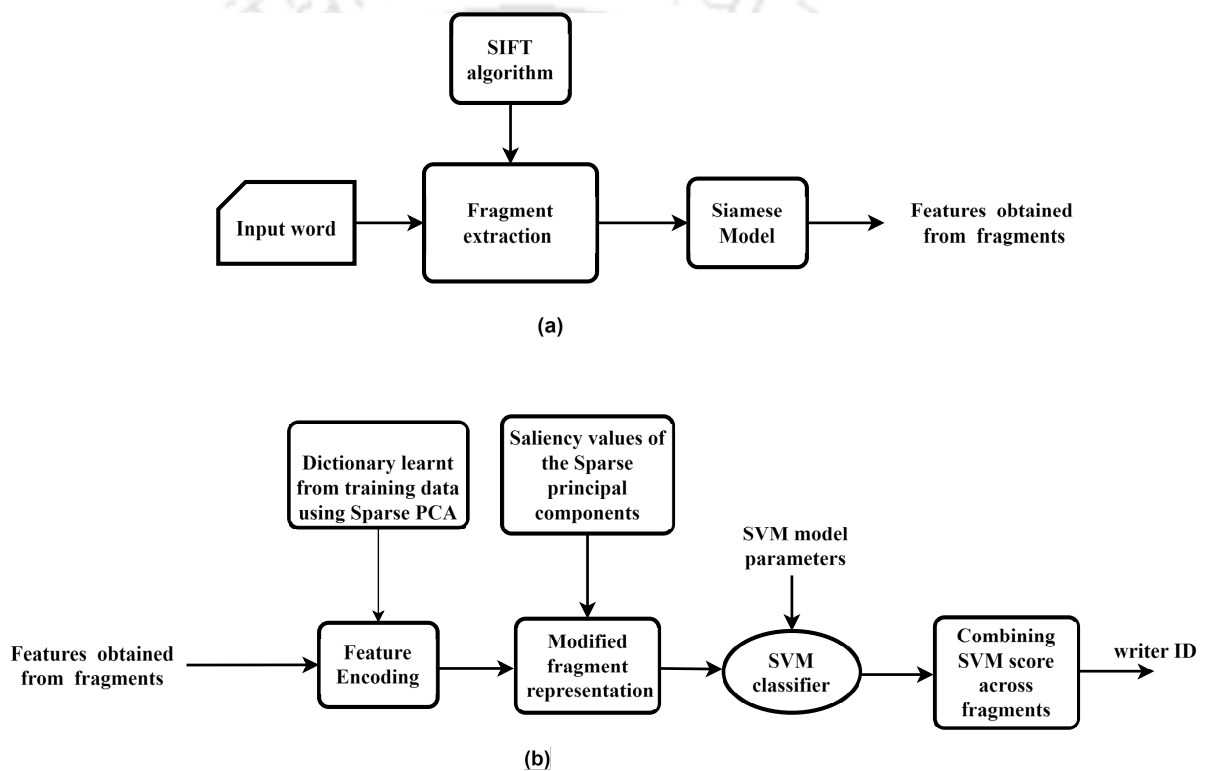 SIFT
algorithm
Input word
Fragment
extraction
Siamese
Model
Features obtained
from fragments
(a)
Dictionary learnt
from training data
using Sparse PCA
Saliency values of
the Sparse
principal
components
SVM model
parameters
Features obtained
from fragments
Feature
Encoding
Modified
fragment
representation
SVM
classifier
Combining
SVM score
across
fragments
writer ID
(b)